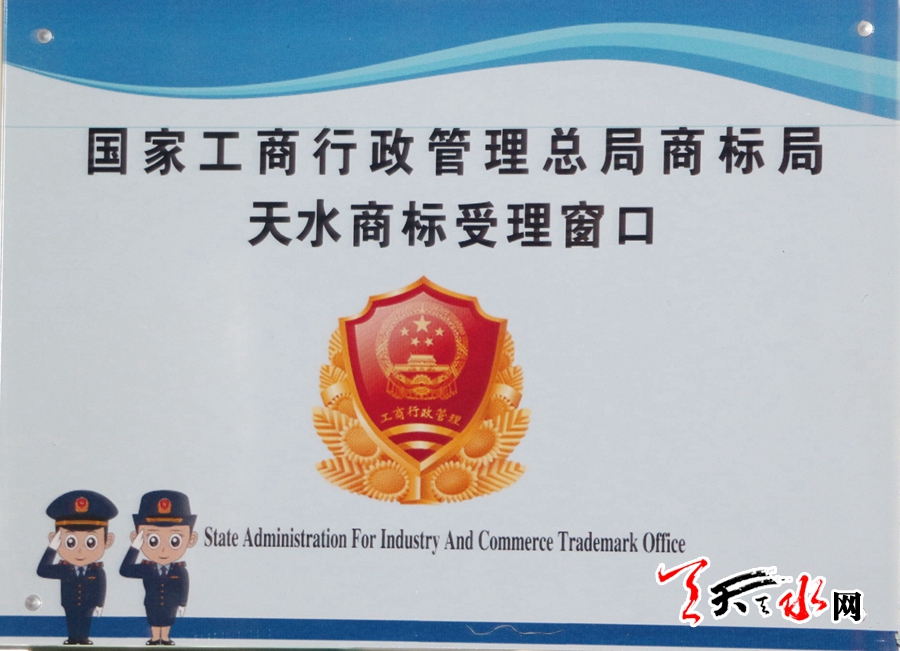 国家工商行政管理总局商标局
天水商标受理窗口
工商行政管理
State Administration For Industry And Commerce Trademark Office
天天天水网